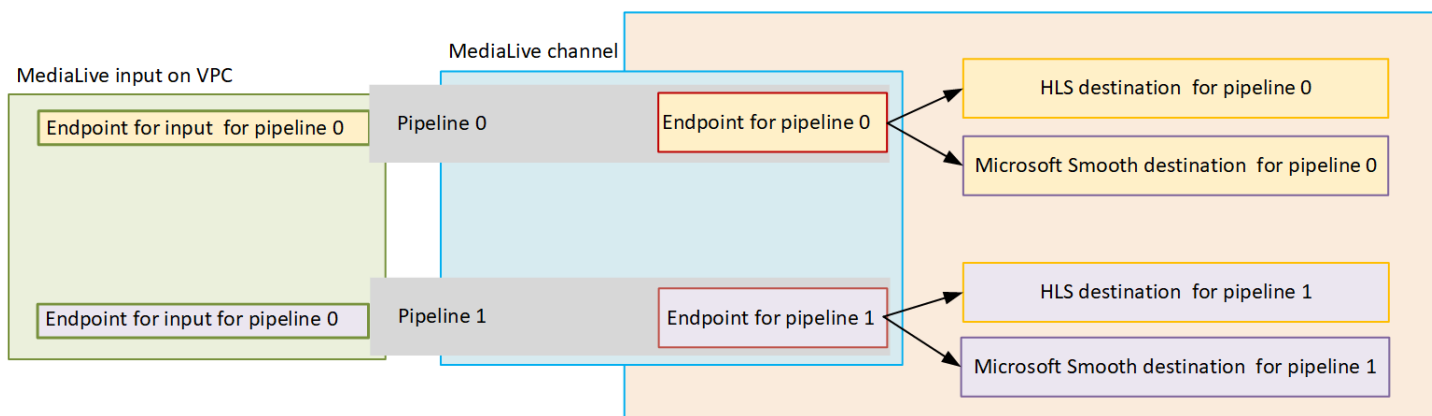 MediaLive channel
MediaLive input on VPC
HLS destination for pipeline 0
Endpoint for input for pipeline 0
Pipeline 0
Endpoint for pipeline 0
Microsoft Smooth destination for pipeline 0
HLS destination for pipeline 1
Endpoint for input for pipeline 0
Pipeline 1
Endpoint for pipeline 1
Microsoft Smooth destination for pipeline 1